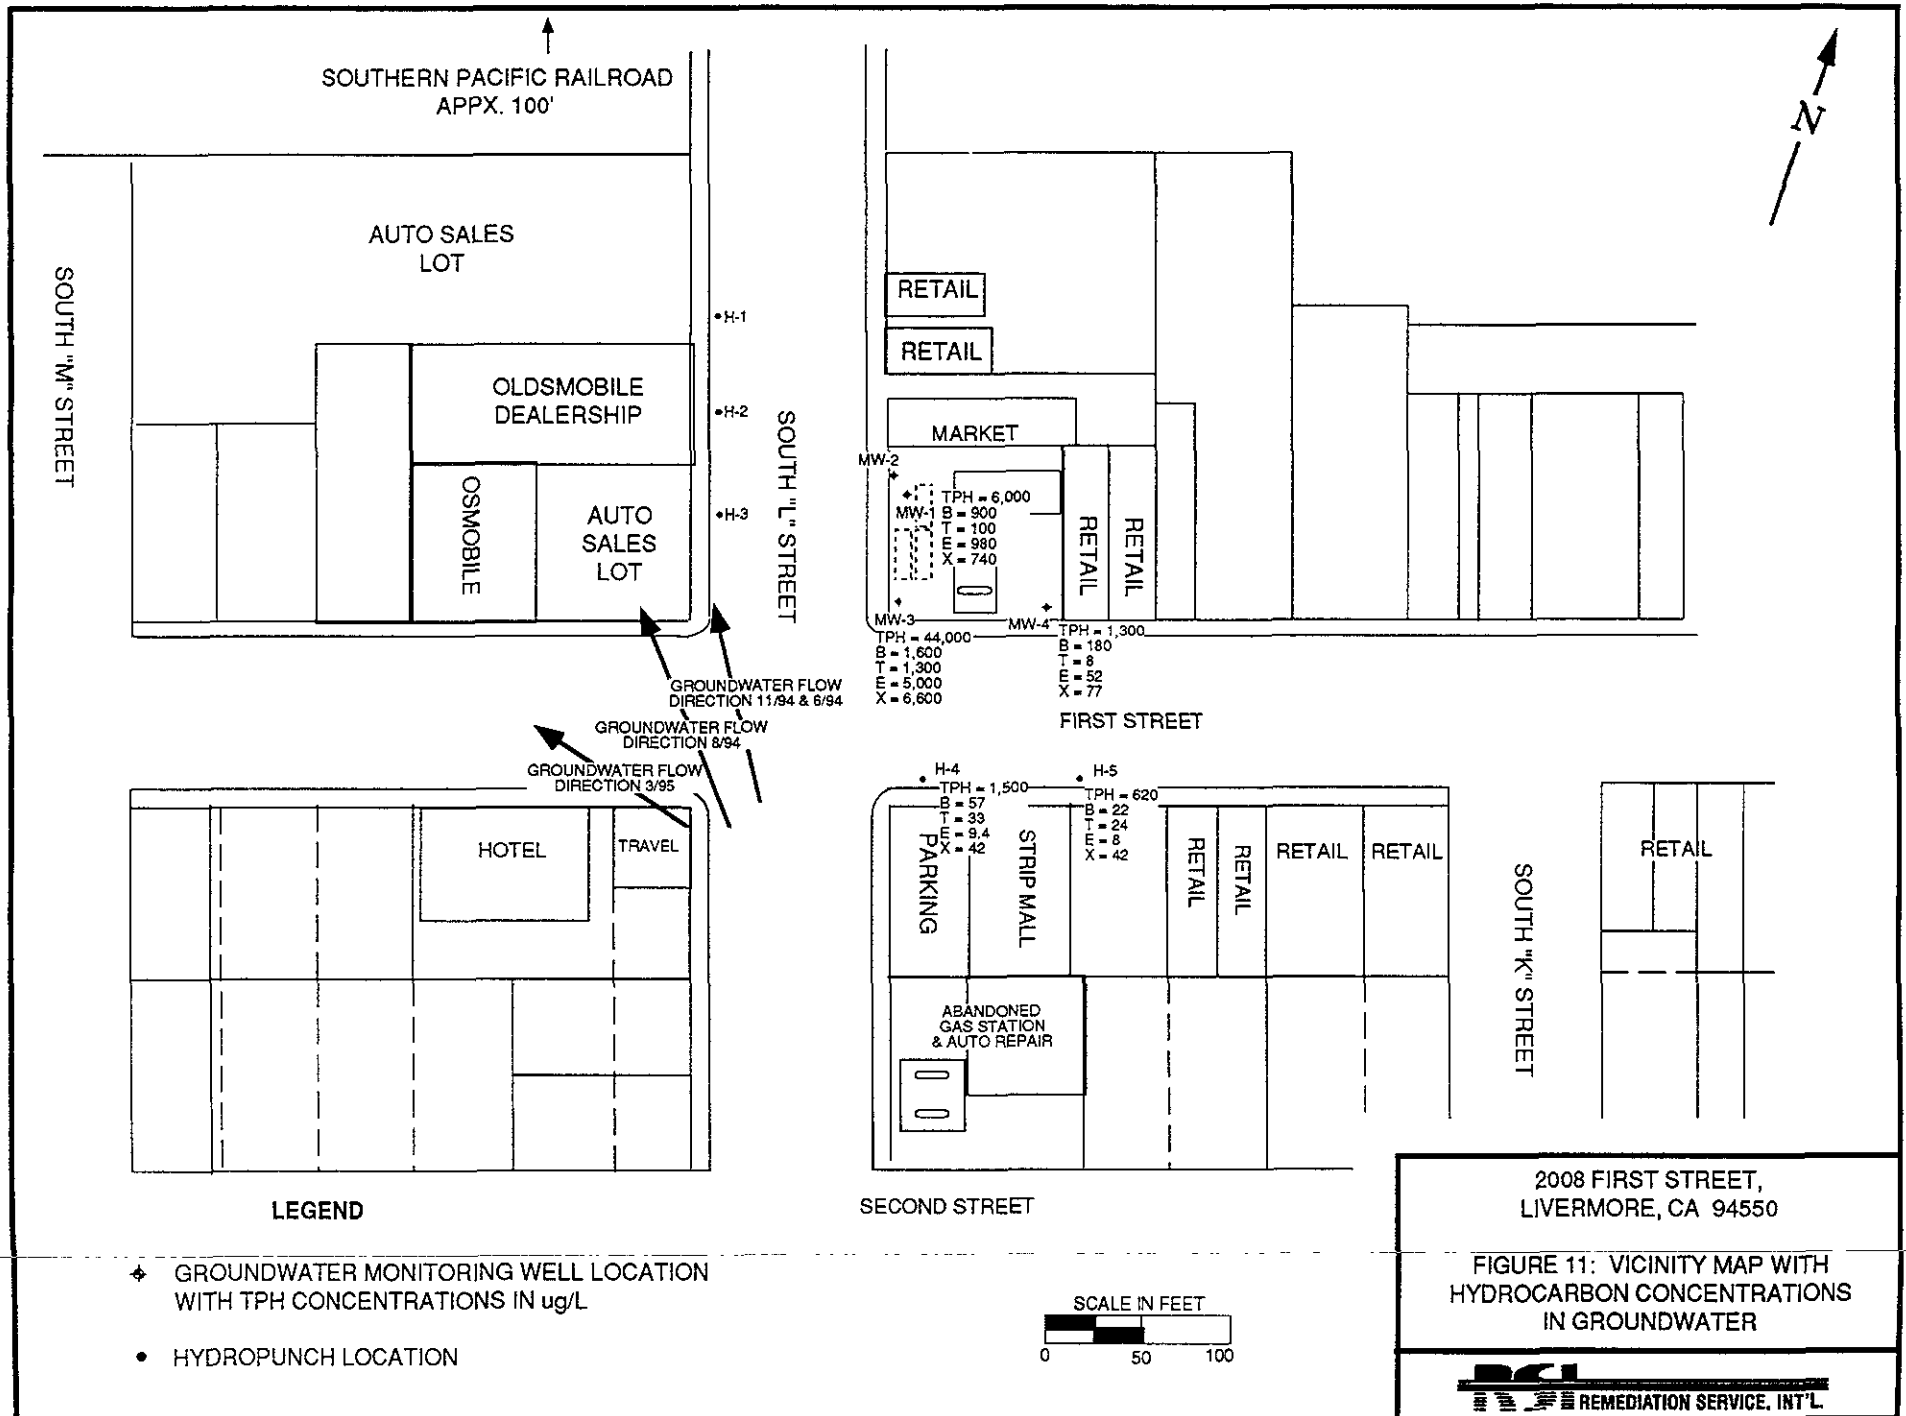 SOUTHERN PACIFIC RAILROAD
APPX. 100'
N
AUTO SALES
LOT
SOUTH "M" STREET
RETAIL
RETAIL
H-1
OLDSMOBILE
DEALERSHIP
H-2
SOUTH "L" STREET
MARKET
MW-2
OSMOBILE
AUTO
SALES
LOT
H-3
MW-1
TPH = 6,000
B = 900
T = 100
E = 980
X = 740
RETAIL
RETAIL
MW-3
TPH = 44,000
B = 1,600
T = 1,300
E = 5,000
X = 6,600
MW-4
TPH = 1,300
B = 180
T = 8
E = 52
X = 77
GROUNDWATER FLOW
DIRECTION 11/94 & 6/94
GROUNDWATER FLOW
DIRECTION 8/94
GROUNDWATER FLOW
DIRECTION 3/95
FIRST STREET
H-4
TPH = 1,500
B = 57
T = 33
E = 9.4
X = 42
H-5
TPH = 620
B = 22
T = 24
E = 8
X = 42
HOTEL
TRAVEL
PARKING
STRIP MALL
RETAIL
RETAIL
RETAIL
RETAIL
SOUTH "K" STREET
RETAIL
ABANDONED
GAS STATION
& AUTO REPAIR
SECOND STREET
LEGEND
GROUNDWATER MONITORING WELL LOCATION
WITH TPH CONCENTRATIONS IN ug/L
HYDROPUNCH LOCATION
SCALE IN FEET
0 50 100
2008 FIRST STREET,
LIVERMORE, CA 94550
FIGURE 11: VICINITY MAP WITH
HYDROCARBON CONCENTRATIONS
IN GROUNDWATER
RSI REMEDIATION SERVICE, INT'L.